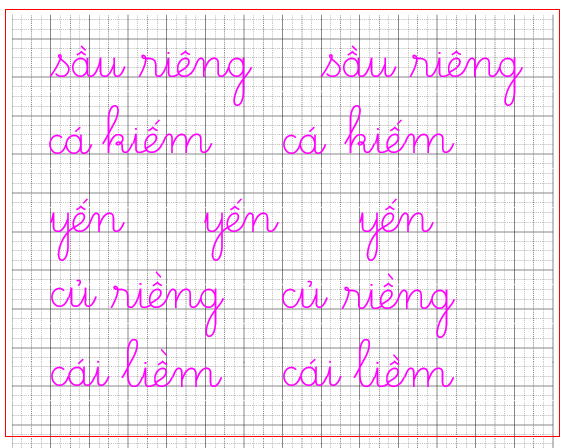 sầu riêng sầu riêng
cá kiếm cá kiếm
yến yến yến
củ riềng củ riềng
cái liềm cái liềm